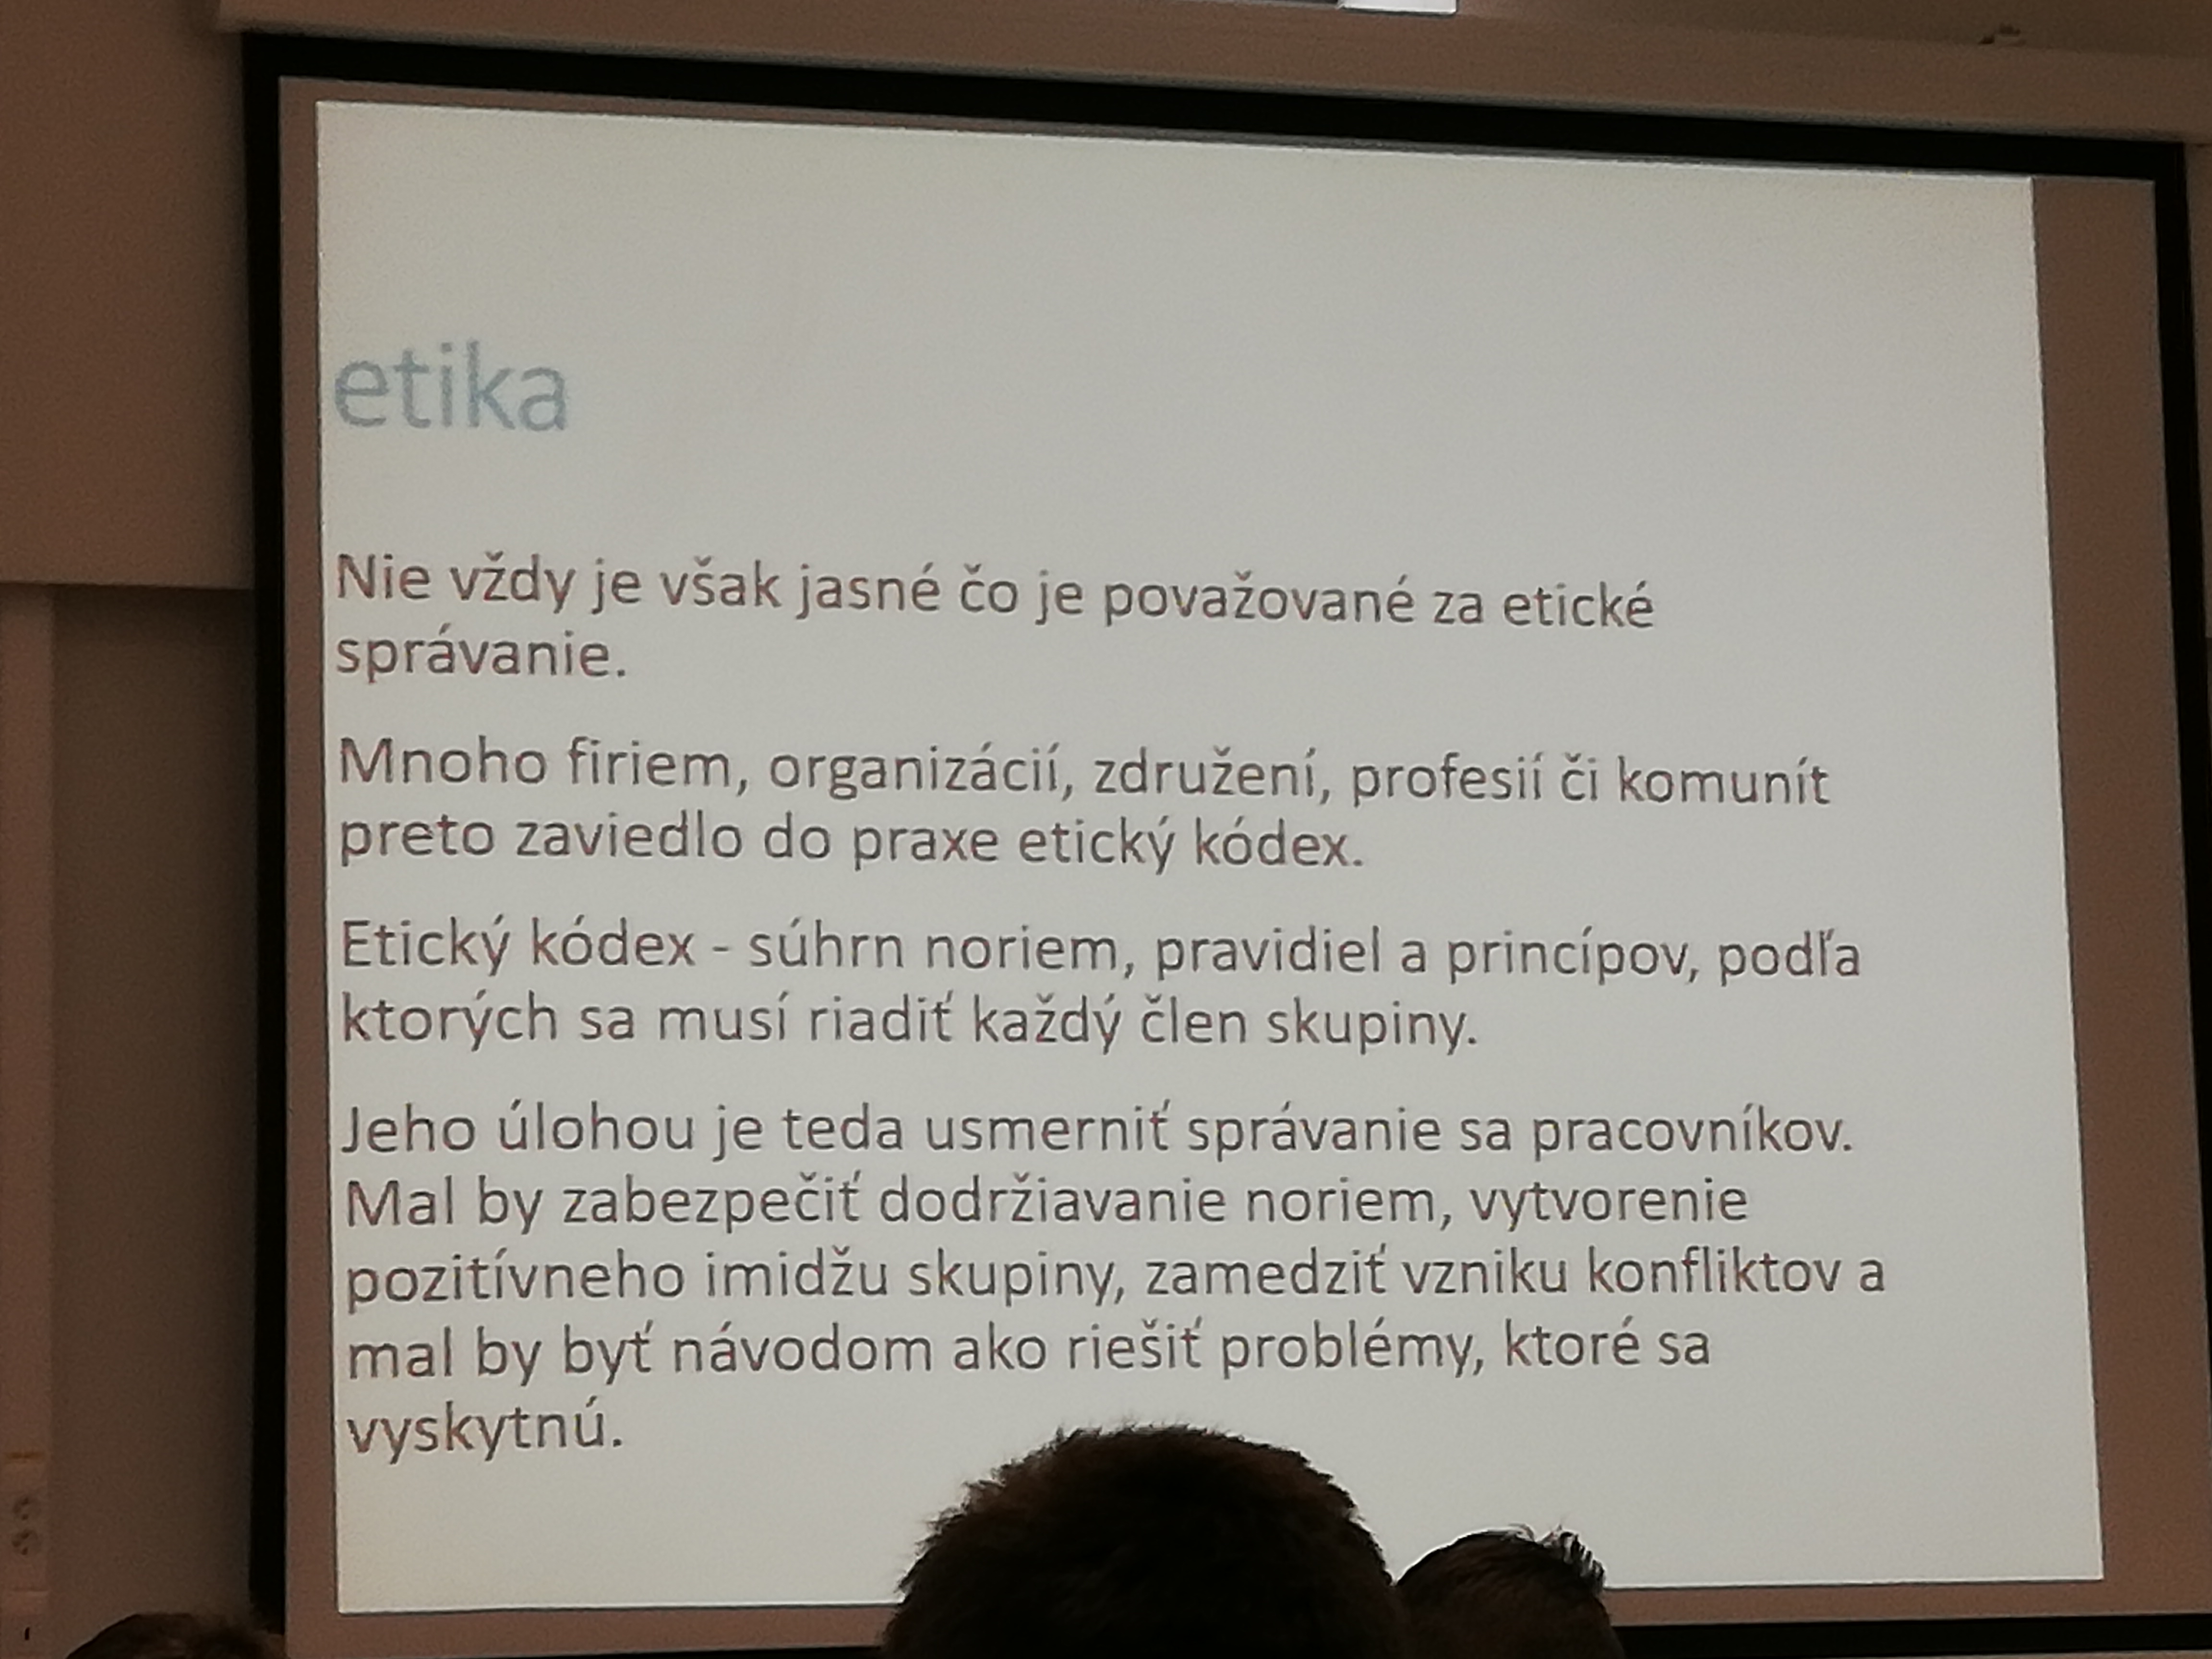 etika
Nie vždy je však jasné čo je považované za etické
správanie.
Mnoho firiem, organizácií, združení, profesií či komunít
preto zaviedlo do praxe etický kódex.
Etický kódex - súhrn noriem, pravidiel a princípov, podľa
ktorých sa musí riadiť každý člen skupiny.
Jeho úlohou je teda usmerniť správanie sa pracovníkov.
Mal by zabezpečiť dodržiavanie noriem, vytvorenie
pozitívneho imidžu skupiny, zamedziť vzniku konfliktov a
mal by byť návodom ako riešiť problémy, ktoré sa
vyskytnú.